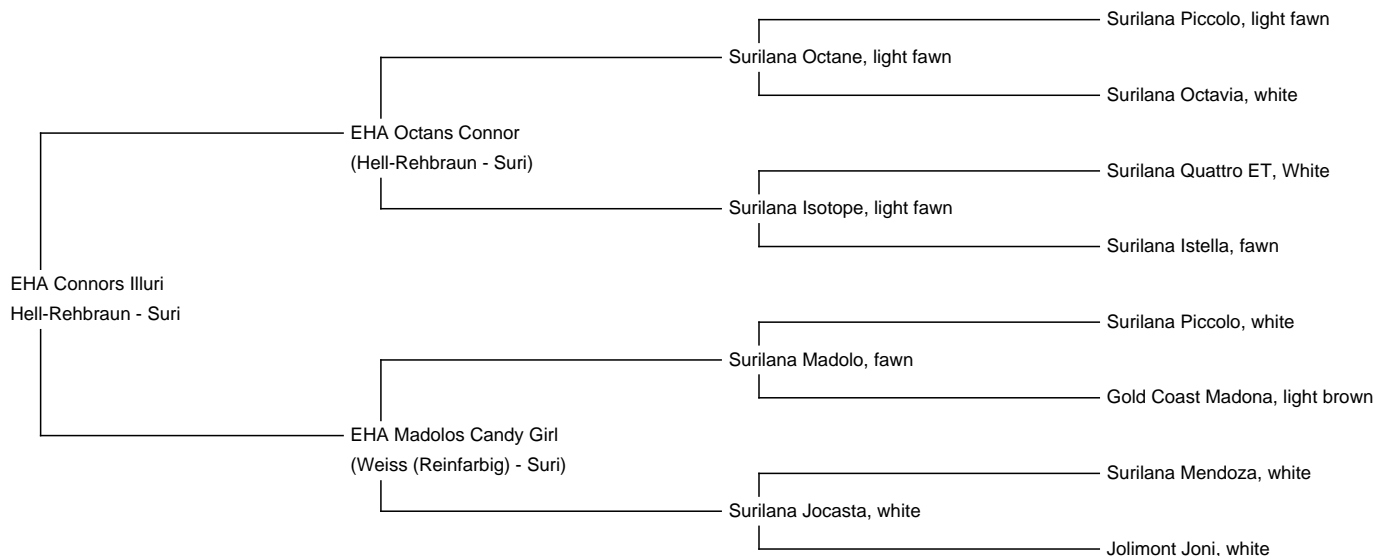 Surilana Piccolo, light fawn
Surilana Octane, light fawn
Surilana Octavia, white
EHA Octans Connor
(Hell-Rehbraun - Suri)
Surilana Quattro ET, White
Surilana Isotope, light fawn
Surilana Istella, fawn
EHA Connors Illuri
Hell-Rehbraun - Suri
Surilana Piccolo, white
Surilana Madolo, fawn
Gold Coast Madona, light brown
EHA Madolos Candy Girl
(Weiss (Reinfarbig) - Suri)
Surilana Mendoza, white
Surilana Jocasta, white
Jolimont Joni, white